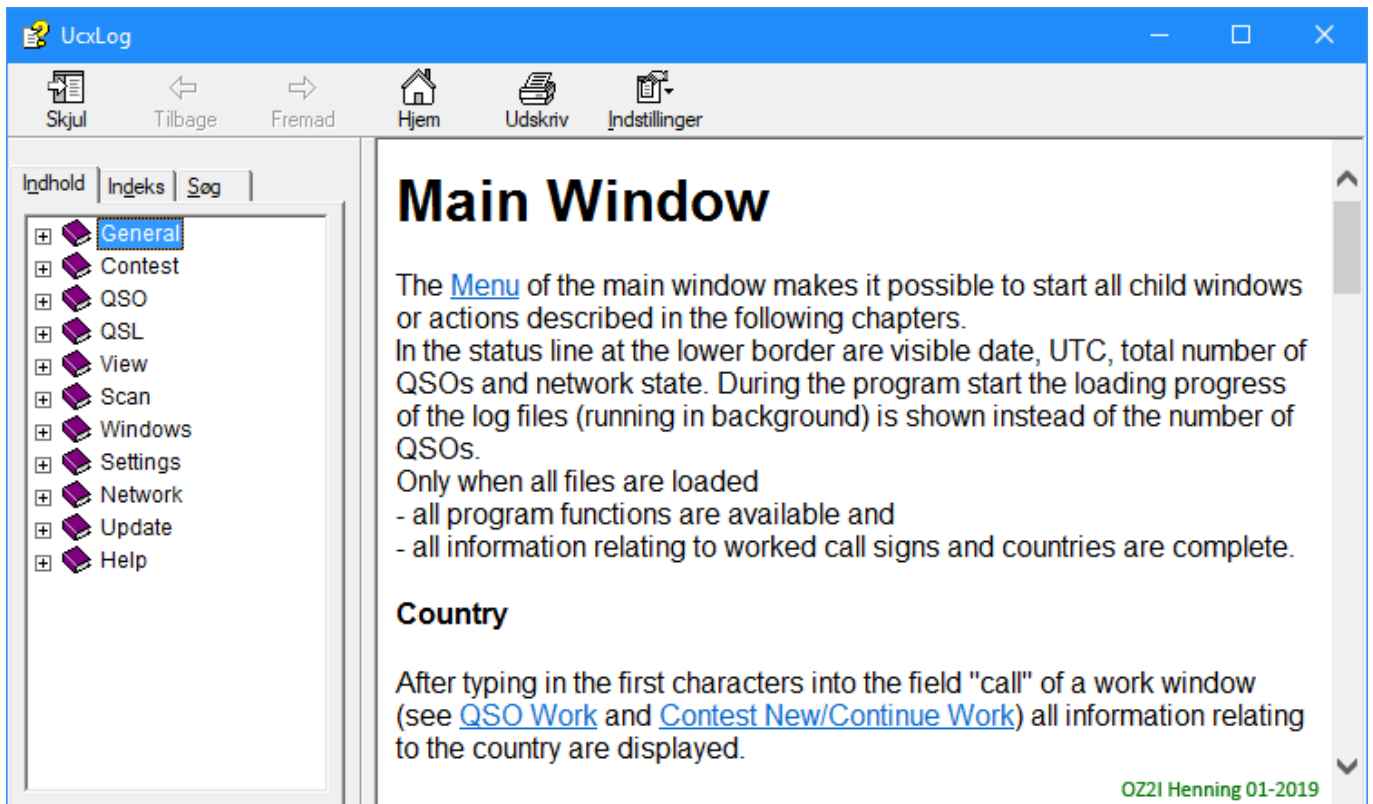 UcxLog
Skjul Tilbage Fremad Hjem Udskriv Indstillinger
Indhold Indeks Søg
General
Contest
QSO
QSL
View
Scan
Windows
Settings
Network
Update
Help
Main Window
The Menu of the main window makes it possible to start all child windows
or actions described in the following chapters.
In the status line at the lower border are visible date, UTC, total number of
QSOs and network state. During the program start the loading progress
of the log files (running in background) is shown instead of the number of
QSOs.
Only when all files are loaded
- all program functions are available and
- all information relating to worked call signs and countries are complete.
Country
After typing in the first characters into the field "call" of a work window
(see QSO Work and Contest New/Continue Work) all information relating
to the country are displayed.
OZ2I Henning 01-2019